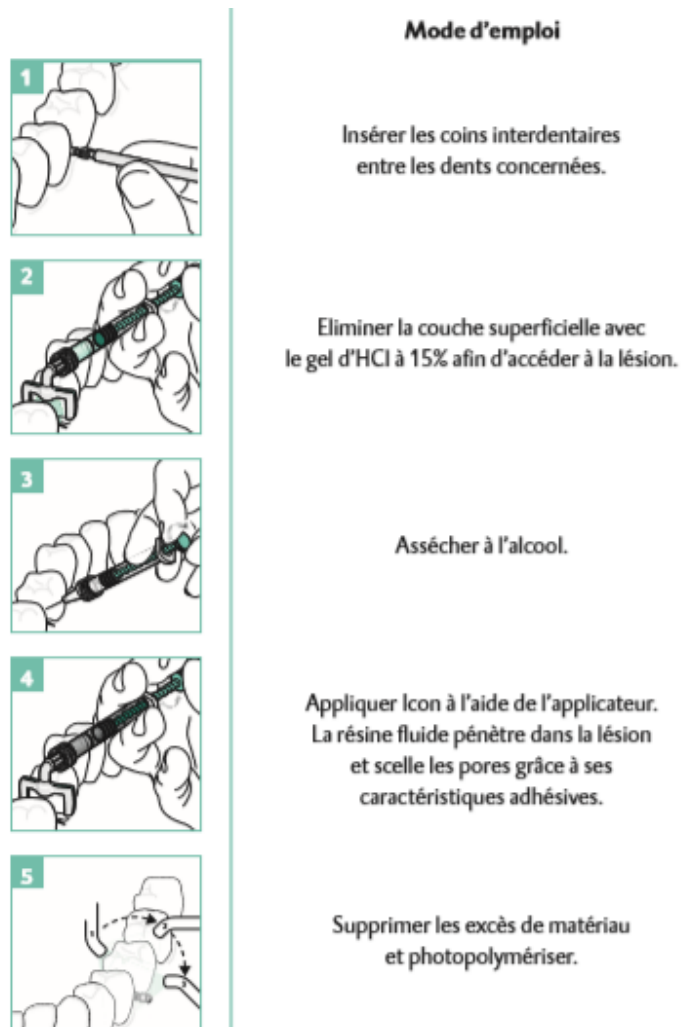 Mode d'emploi
1
Insérer les coins interdentaires
entre les dents concernées.
2
Eliminer la couche superficielle avec
le gel d'HCl à 15% afin d'accéder à la lésion.
3
Assécher à l'alcool.
4
Appliquer Icon à l'aide de l'applicateur.
La résine fluide pénètre dans la lésion
et scelle les pores grâce à ses
caractéristiques adhésives.
5
Supprimer les excès de matériau
et photopolymériser.